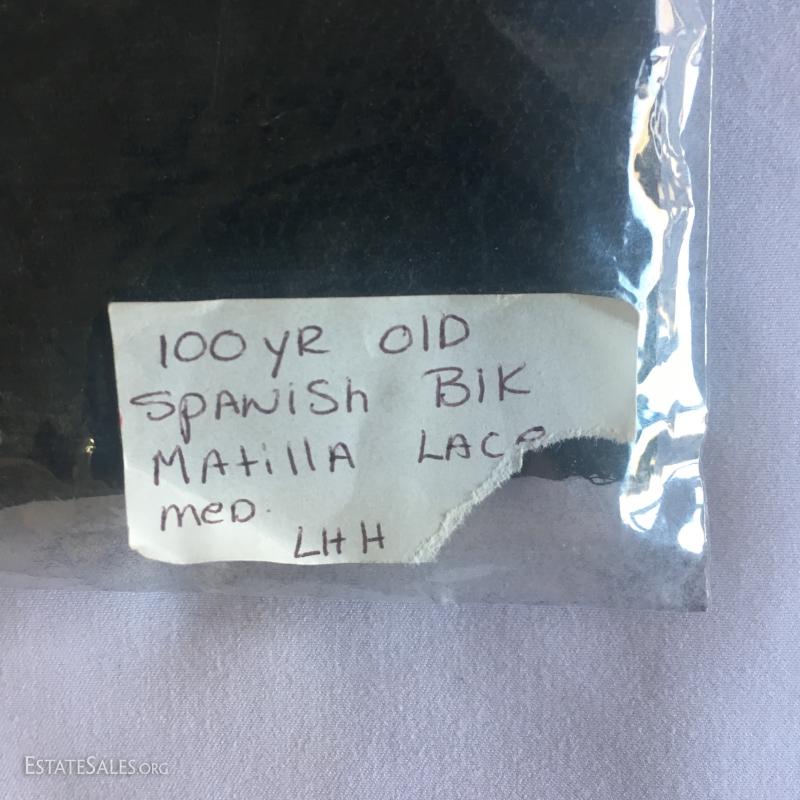 100 YR OlD
SPANISh BlK
MAtillA LACe
MeD.
LHH
ESTATESALES.ORG